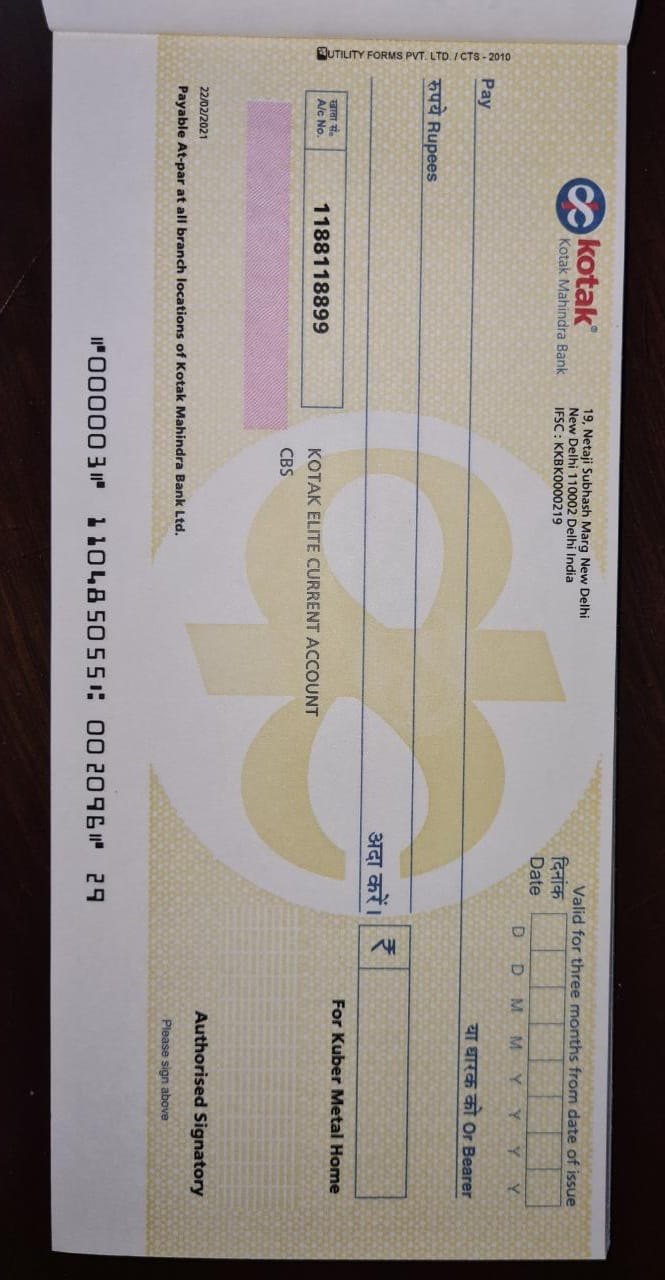 UTILITY FORMS PVT. LTD. / CTS - 2010
kotak®
Kotak Mahindra Bank
19, Netaji Subhash Marg New Delhi
New Delhi 110002 Delhi India
IFSC : KKBK0000219
Valid for three months from date of issue
दिनांक
Date
D D M M Y Y Y Y
Pay
या धारक को Or Bearer
रुपये Rupees
अदा करें।
₹
खाता सं.
A/c No.
1188118899
KOTAK ELITE CURRENT ACCOUNT
CBS
For Kuber Metal Home
22/02/2021
Payable At-par at all branch locations of Kotak Mahindra Bank Ltd.
Authorised Signatory
Please sign above
⑈000003⑈ 110485055⑆ 002096⑈ 29